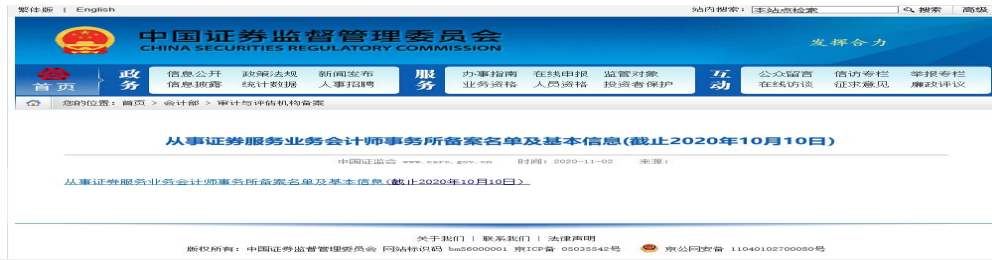 繁体版 | English 站内搜索: 本站点检索 搜索 高级
中国证券监督管理委员会
CHINA SECURITIES REGULATORY COMMISSION
发挥合力
首页 政务 信息公开 政策法规 新闻发布 服务 办事指南 在线申报 监管对象 互动 公众留言 信访专栏 举报专栏
信息披露 统计数据 人事招聘 业务资格 人员资格 投资者保护 在线访谈 征求意见 廉政评议
您的位置: 首页 > 会计部 > 审计与评估机构备案
从事证券服务业务会计师事务所备案名单及基本信息(截止2020年10月10日)
中国证监会 www.csrc.gov.cn 时间: 2020-11-02 来源:
从事证券服务业务会计师事务所备案名单及基本信息(截止2020年10月10日)
关于我们 | 联系我们 | 法律声明
版权所有: 中国证券监督管理委员会 网站标识码 bm56000001 京ICP备 05035542号 京公网安备 11040102700080号